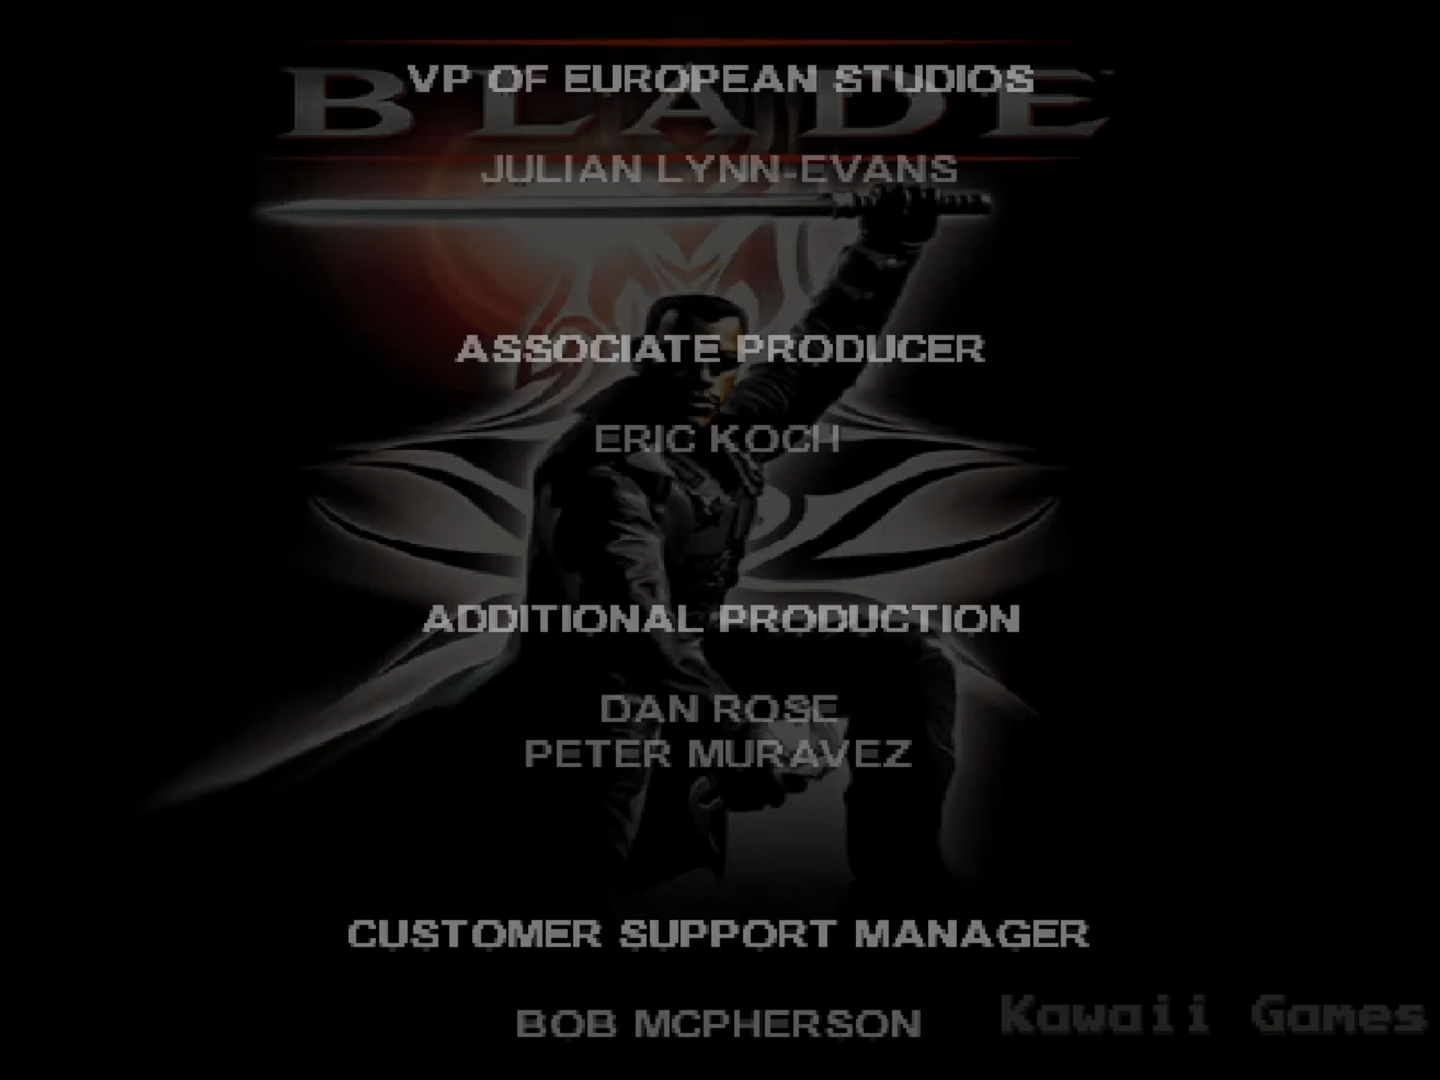 BLADE™
VP OF EUROPEAN STUDIOS
JULIAN LYNN-EVANS
ASSOCIATE PRODUCER
ERIC KOCH
ADDITIONAL PRODUCTION
DAN ROSE
PETER MURAVEZ
CUSTOMER SUPPORT MANAGER
BOB MCPHERSON
Kawaii Games